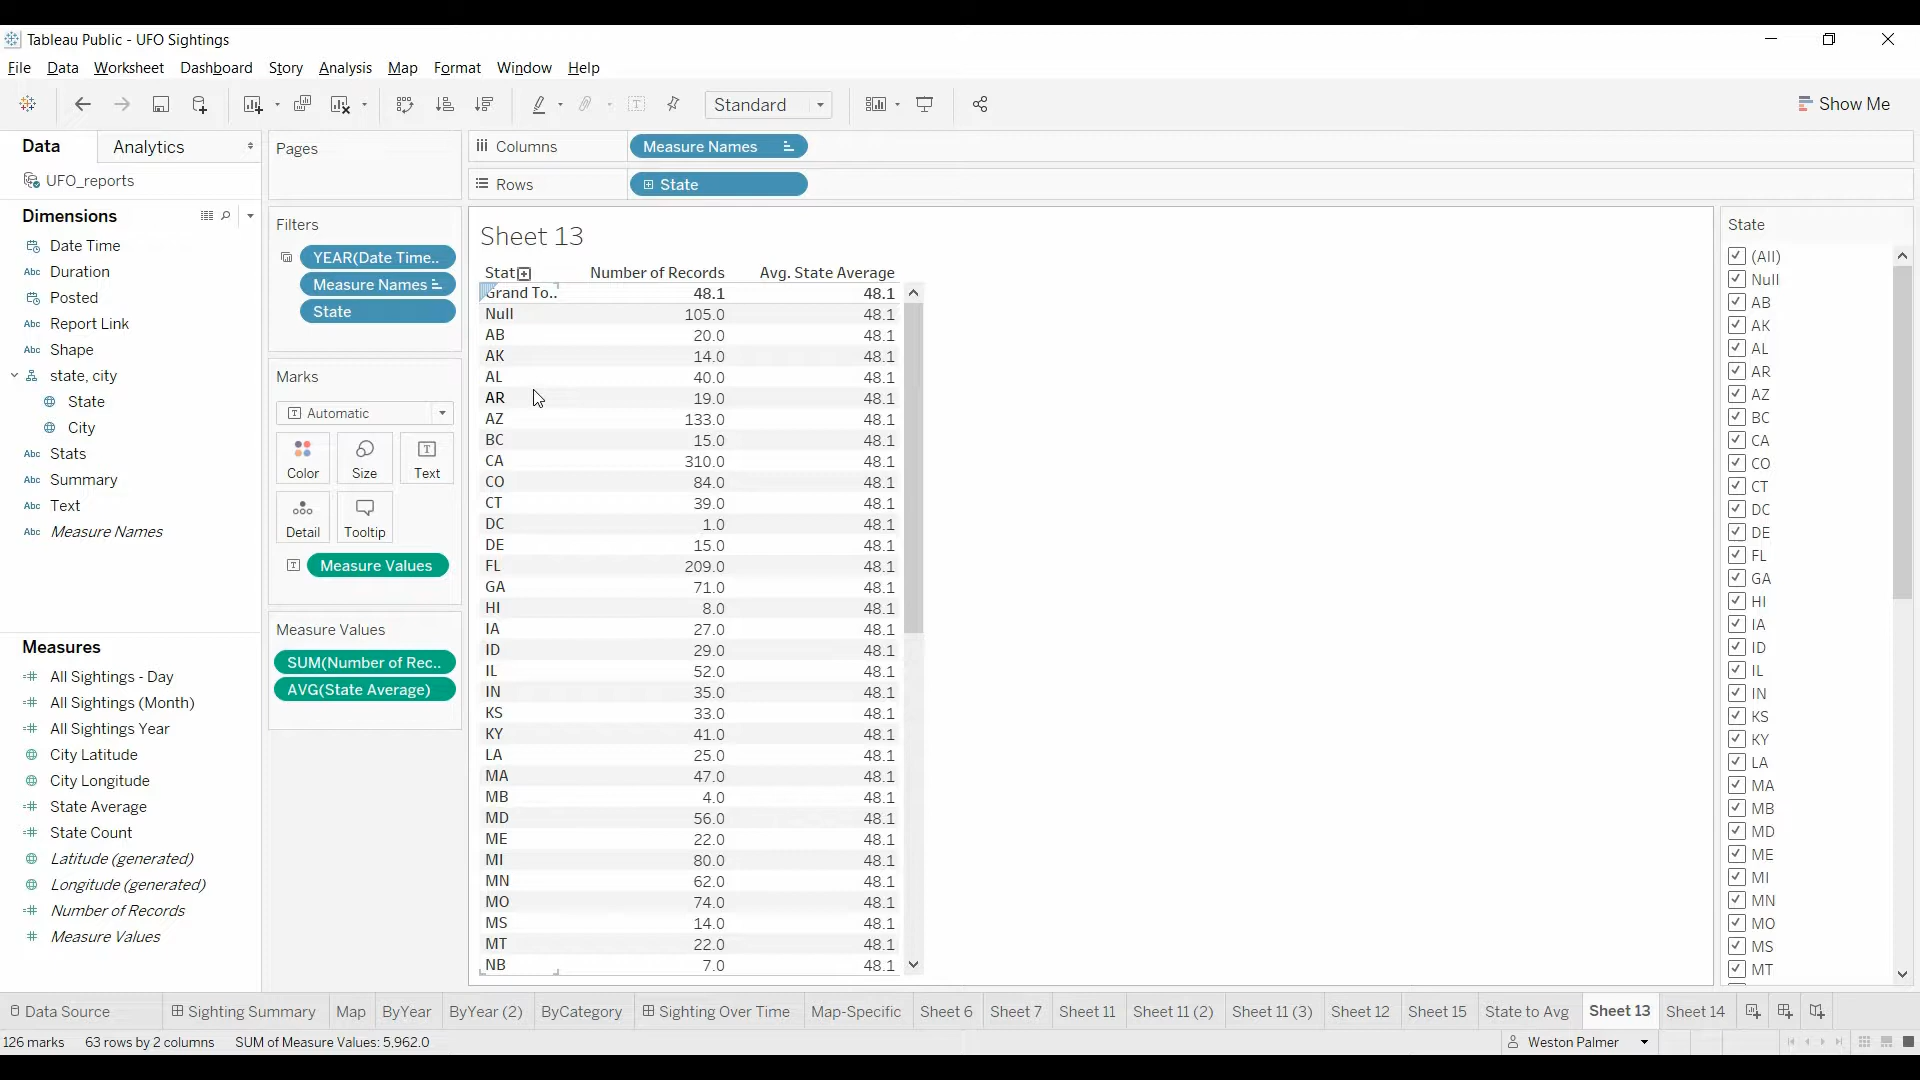 Tableau Public - UFO Sightings
File Data Worksheet Dashboard Story Analysis Map Format Window Help
Standard
Show Me
Data
Analytics
UFO_reports
Dimensions
Date Time
Abc Duration
Abc Posted
Abc Report Link
Abc Shape
state, city
State
City
Abc Stats
Abc Summary
Abc Text
Abc Measure Names
Measures
All Sightings - Day
All Sightings (Month)
All Sightings Year
City Latitude
City Longitude
State Average
State Count
Latitude (generated)
Longitude (generated)
Number of Records
Measure Values
Pages
Filters
YEAR(Date Time..
Measure Names
State
Marks
Automatic
Color Size Text
Detail Tooltip
Measure Values
Measure Values
SUM(Number of Rec..
AVG(State Average)
Columns Measure Names
Rows State
Sheet 13
Stat Number of Records Avg. State Average
Grand To.. 48.1 48.1
Null 105.0 48.1
AB 20.0 48.1
AK 14.0 48.1
AL 40.0 48.1
AR 19.0 48.1
AZ 133.0 48.1
BC 15.0 48.1
CA 310.0 48.1
CO 84.0 48.1
CT 39.0 48.1
DC 1.0 48.1
DE 15.0 48.1
FL 209.0 48.1
GA 71.0 48.1
HI 8.0 48.1
IA 27.0 48.1
ID 29.0 48.1
IL 52.0 48.1
IN 35.0 48.1
KS 33.0 48.1
KY 41.0 48.1
LA 25.0 48.1
MA 47.0 48.1
MB 4.0 48.1
MD 56.0 48.1
ME 22.0 48.1
MI 80.0 48.1
MN 62.0 48.1
MO 74.0 48.1
MS 14.0 48.1
MT 22.0 48.1
NB 7.0 48.1
State
(All)
Null
AB
AK
AL
AR
AZ
BC
CA
CO
CT
DC
DE
FL
GA
HI
IA
ID
IL
IN
KS
KY
LA
MA
MB
MD
ME
MI
MN
MO
MS
MT
Data Source Sighting Summary Map ByYear ByYear (2) ByCategory Sighting Over Time Map-Specific Sheet 6 Sheet 7 Sheet 11 Sheet 11 (2) Sheet 11 (3) Sheet 12 Sheet 15 State to Avg Sheet 13 Sheet 14
126 marks 63 rows by 2 columns SUM of Measure Values: 5,962.0 Weston Palmer